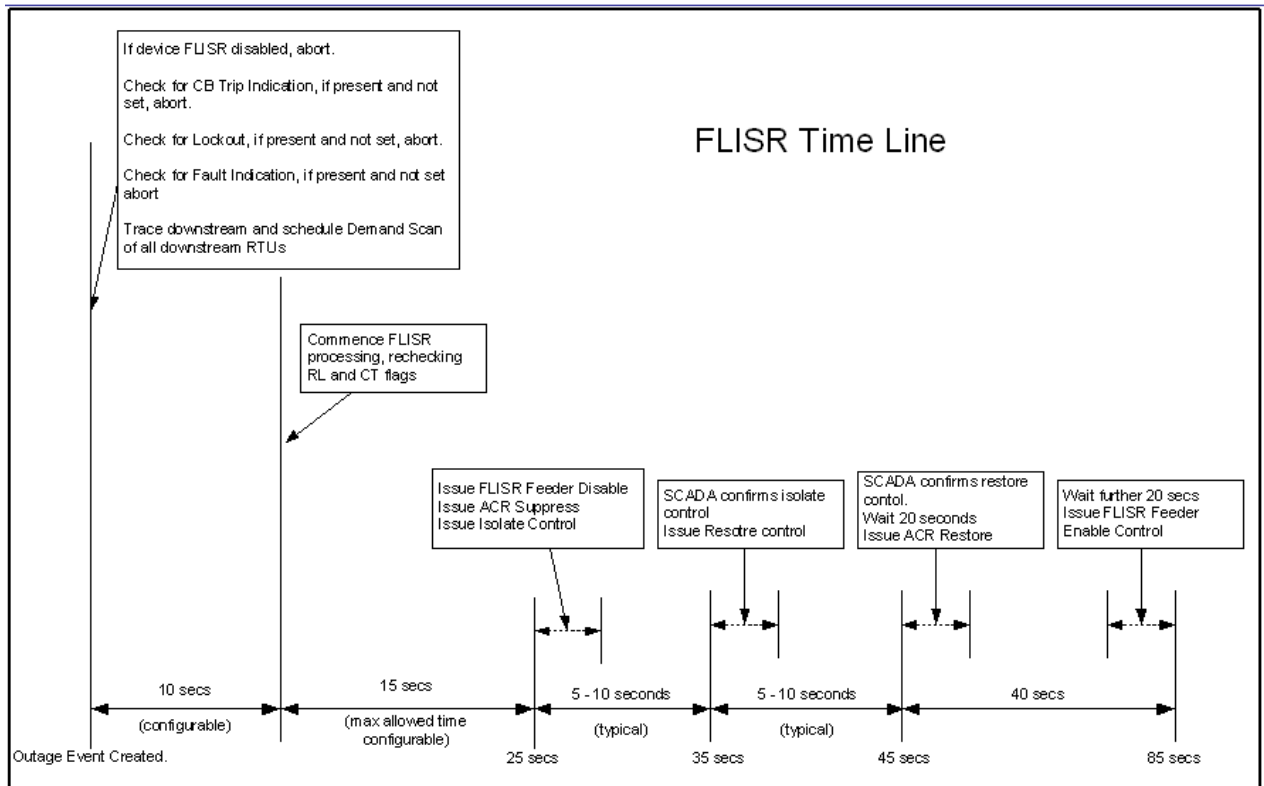 If device FLISR disabled, abort.
Check for CB Trip Indication, if present and not
set, abort.
Check for Lockout, if present and not set, abort.
Check for Fault Indication, if present and not set
abort
Trace downstream and schedule Demand Scan
of all downstream RTUs
FLISR Time Line
Commence FLISR
processing, rechecking
RL and CT flags
Issue FLISR Feeder Disable
Issue ACR Suppress
Issue Isolate Control
SCADA confirms isolate
control
Issue Resotre control
SCADA confirms restore
contol.
Wait 20 seconds
Issue ACR Restore
Wait further 20 secs
Issue FLISR Feeder
Enable Control
10 secs
(configurable)
15 secs
(max allowed time
configurable)
5 - 10 seconds
(typical)
5 - 10 seconds
(typical)
40 secs
Outage Event Created.
25 secs
35 secs
45 secs
85 secs